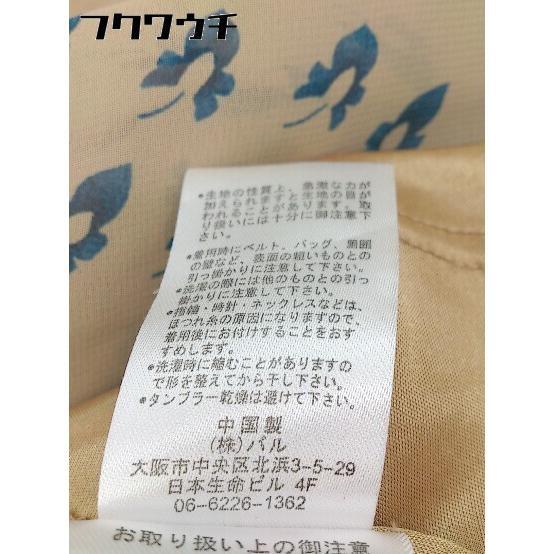 フクワウチ
●生地の性質上、急激な力が
加えられますと生地の目が
われることがあります。取
り扱いには十分に御注意下
さい。
●着用時にベルト、バッグ、周囲
の壁など、表面の粗いものとの
引っ掛かりに注意して下さい。
●洗濯の際には他のものとの引っ
掛かりに注意して下さい。
●指輪・時計・ネックレスなどは、
ほつれ糸の原因になりますので、
着用後にお付けすることをおす
すめします。
●洗濯時に縮むことがありますの
で形を整えてから干し下さい。
●タンブラー乾燥は避けて下さい。
中国製
(株)パル
大阪市中央区北浜3-5-29
日本生命ビル 4F
06-6226-1362
お取り扱い上の御注意